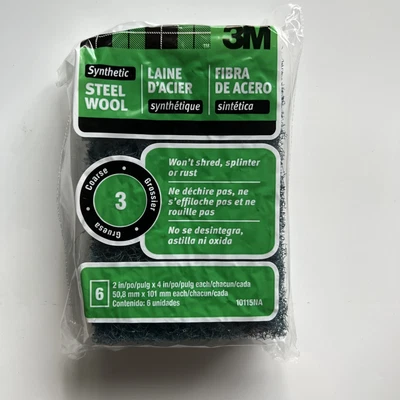 3M
Synthetic
STEEL
WOOL
LAINE
D'ACIER
synthétique
FIBRA
DE ACERO
sintética
Coarse
Grossier
Gruesa
3
Won't shred, splinter
or rust
Ne déchire pas, ne
s'effiloche pas et ne
rouille pas
No se desintegra,
astilla ni oxida
6
2 in/po/pulg x 4 in/po/pulg each/chacun/cada
50,8 mm x 101 mm each/chacun/cada
Contenido: 6 unidades
10115NA